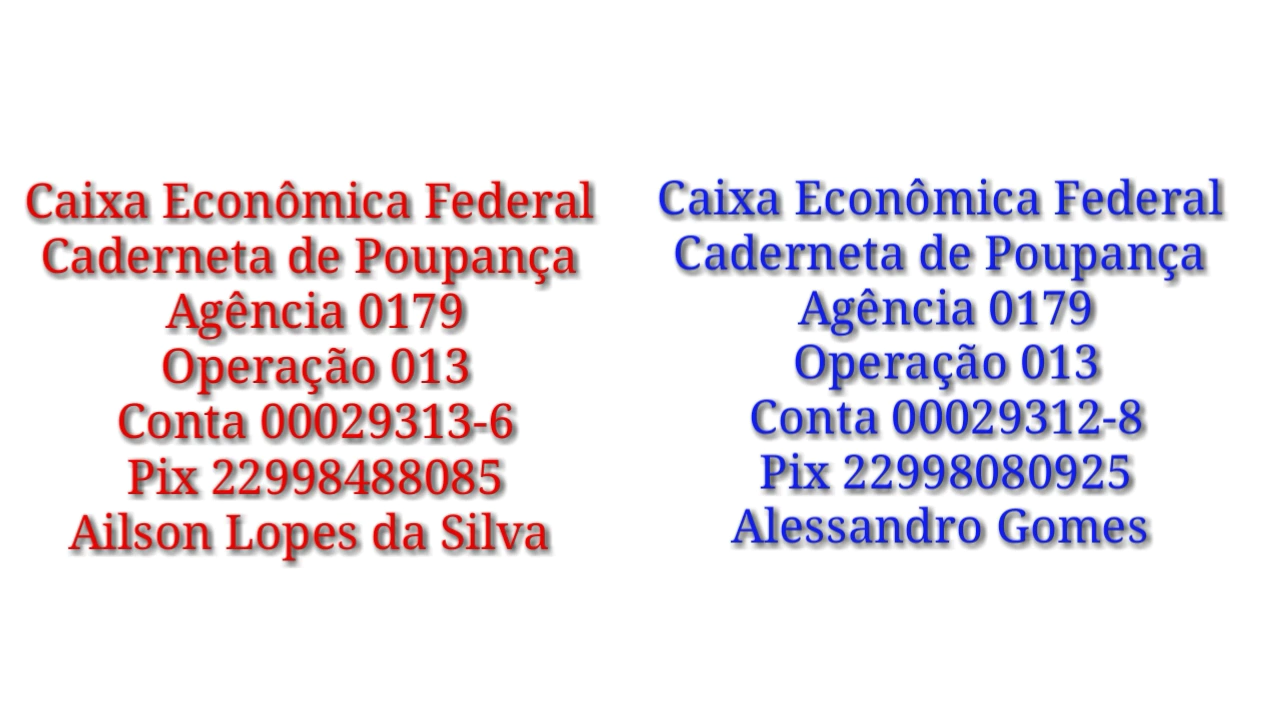 Caixa Econômica Federal
Caderneta de Poupança
Agência 0179
Operação 013
Conta 00029313-6
Pix 22998488085
Ailson Lopes da Silva
Caixa Econômica Federal
Caderneta de Poupança
Agência 0179
Operação 013
Conta 00029312-8
Pix 22998080925
Alessandro Gomes